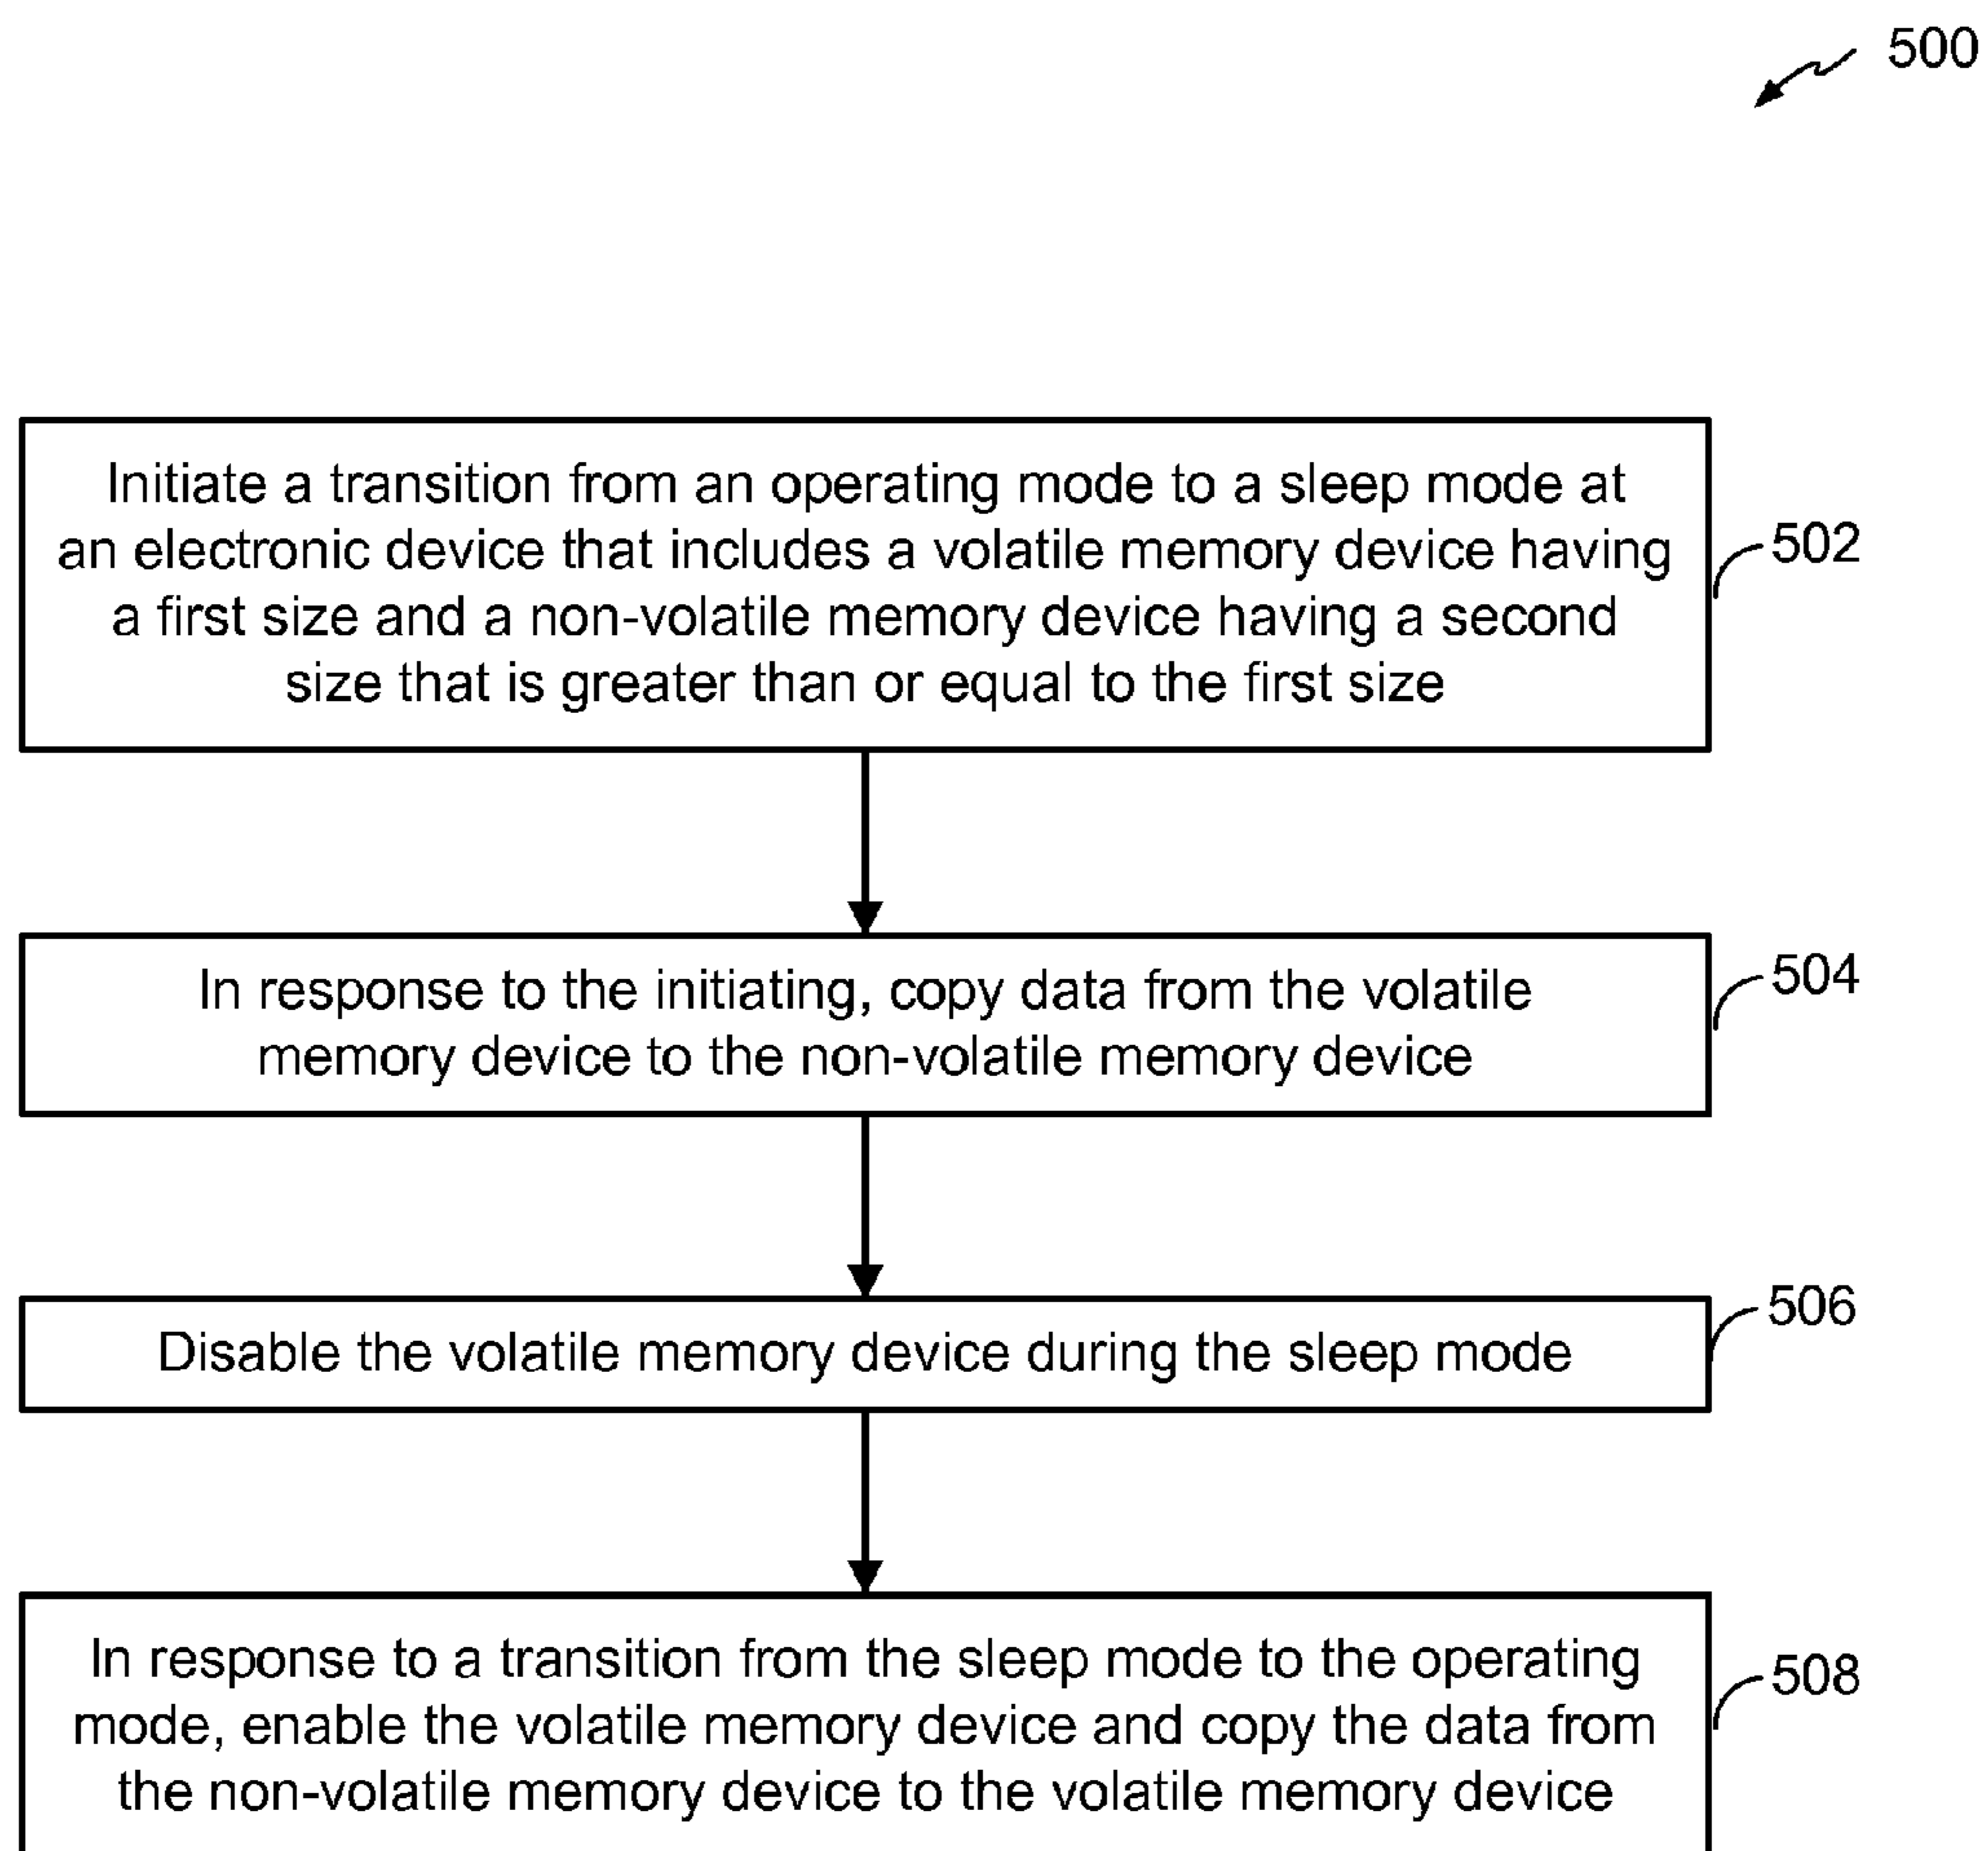 500
Initiate a transition from an operating mode to a sleep mode at
an electronic device that includes a volatile memory device having
a first size and a non-volatile memory device having a second
size that is greater than or equal to the first size
502
In response to the initiating, copy data from the volatile
memory device to the non-volatile memory device
504
Disable the volatile memory device during the sleep mode
506
In response to a transition from the sleep mode to the operating
mode, enable the volatile memory device and copy the data from
the non-volatile memory device to the volatile memory device
508